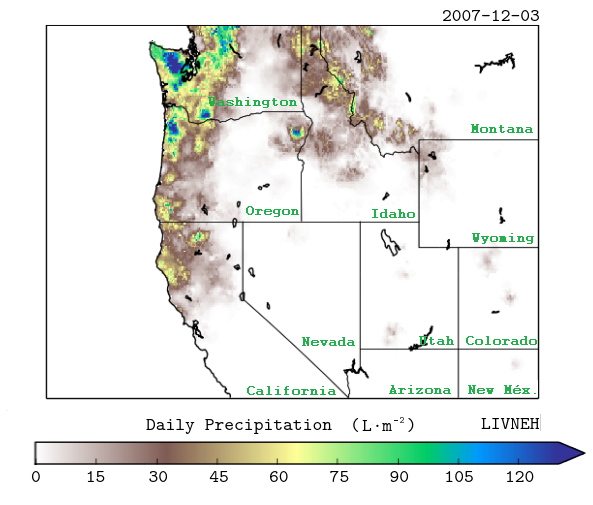 2007-12-03
Washington
Montana
Oregon
Idaho
Wyoming
Nevada
Utah
Colorado
California
Arizona
New Méx.
Daily Precipitation (L·m⁻²)
LIVNEH
0 15 30 45 60 75 90 105 120